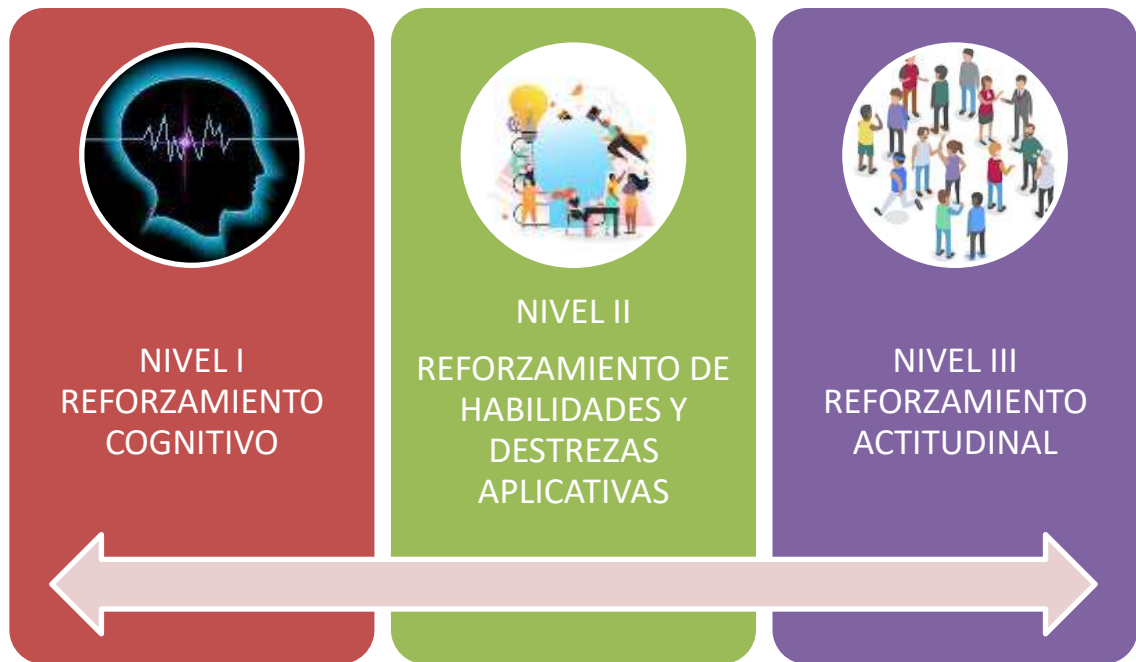 NIVEL I
REFORZAMIENTO
COGNITIVO
NIVEL II
REFORZAMIENTO DE
HABILIDADES Y
DESTREZAS
APLICATIVAS
NIVEL III
REFORZAMIENTO
ACTITUDINAL